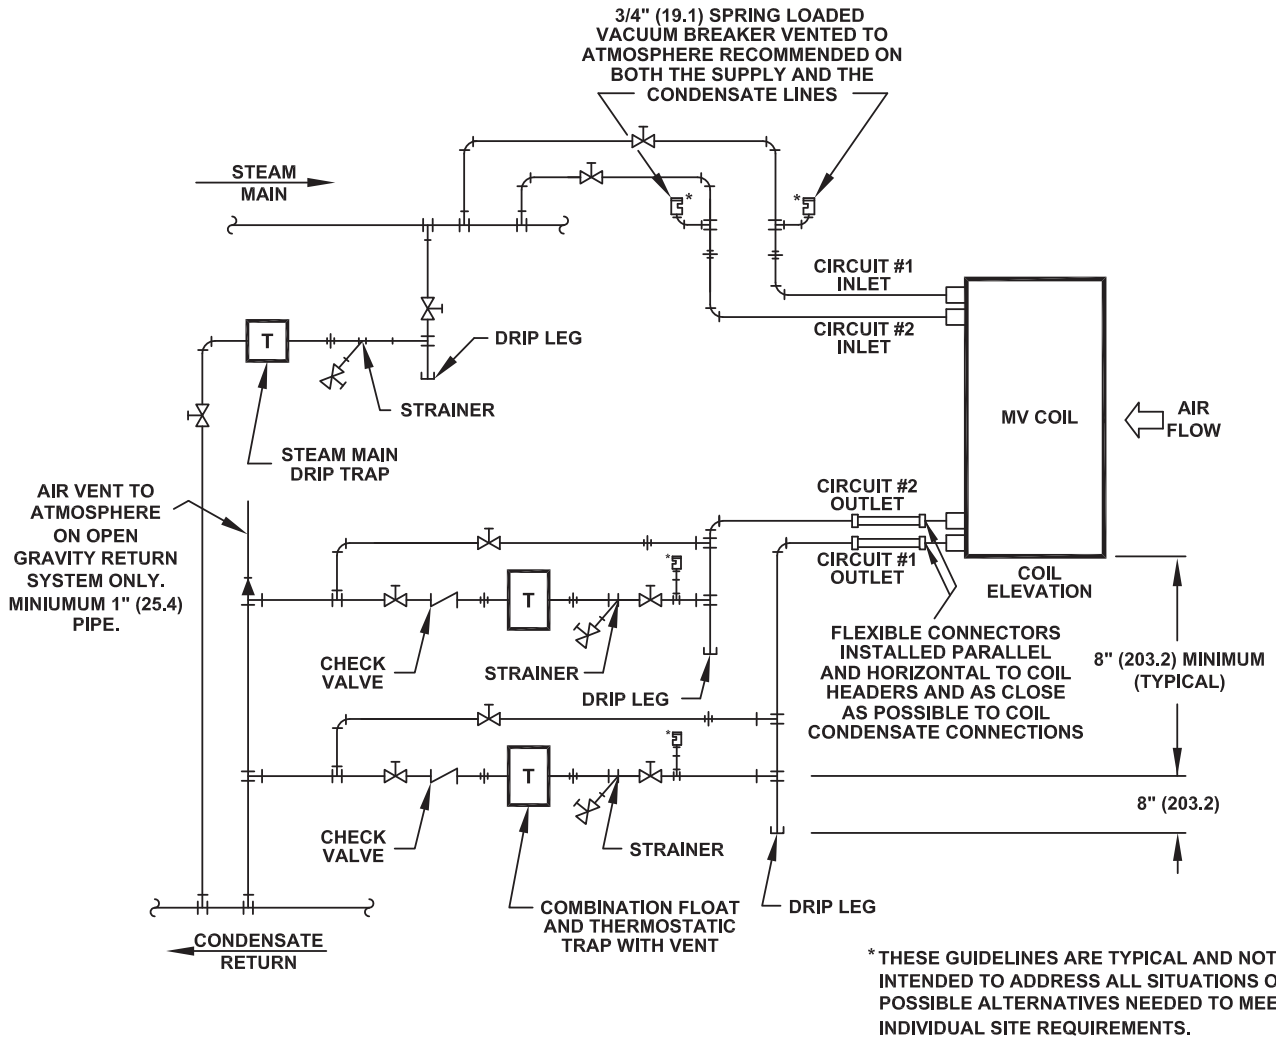 3/4" (19.1) SPRING LOADED
VACUUM BREAKER VENTED TO
ATMOSPHERE RECOMMENDED ON
BOTH THE SUPPLY AND THE
CONDENSATE LINES
STEAM
MAIN
*
*
CIRCUIT #1
INLET
CIRCUIT #2
INLET
T
DRIP LEG
STRAINER
STEAM MAIN
DRIP TRAP
MV COIL
AIR
FLOW
AIR VENT TO
ATMOSPHERE
ON OPEN
GRAVITY RETURN
SYSTEM ONLY.
MINIUMUM 1" (25.4)
PIPE.
CIRCUIT #2
OUTLET
CIRCUIT #1
OUTLET
COIL
ELEVATION
*
T
CHECK
VALVE
STRAINER
DRIP LEG
FLEXIBLE CONNECTORS
INSTALLED PARALLEL
AND HORIZONTAL TO COIL
HEADERS AND AS CLOSE
AS POSSIBLE TO COIL
CONDENSATE CONNECTIONS
8" (203.2) MINIMUM
(TYPICAL)
*
T
8" (203.2)
CHECK
VALVE
STRAINER
COMBINATION FLOAT
AND THERMOSTATIC
TRAP WITH VENT
DRIP LEG
CONDENSATE
RETURN
* THESE GUIDELINES ARE TYPICAL AND NOT
INTENDED TO ADDRESS ALL SITUATIONS
POSSIBLE ALTERNATIVES NEEDED TO
INDIVIDUAL SITE REQUIREMENTS.